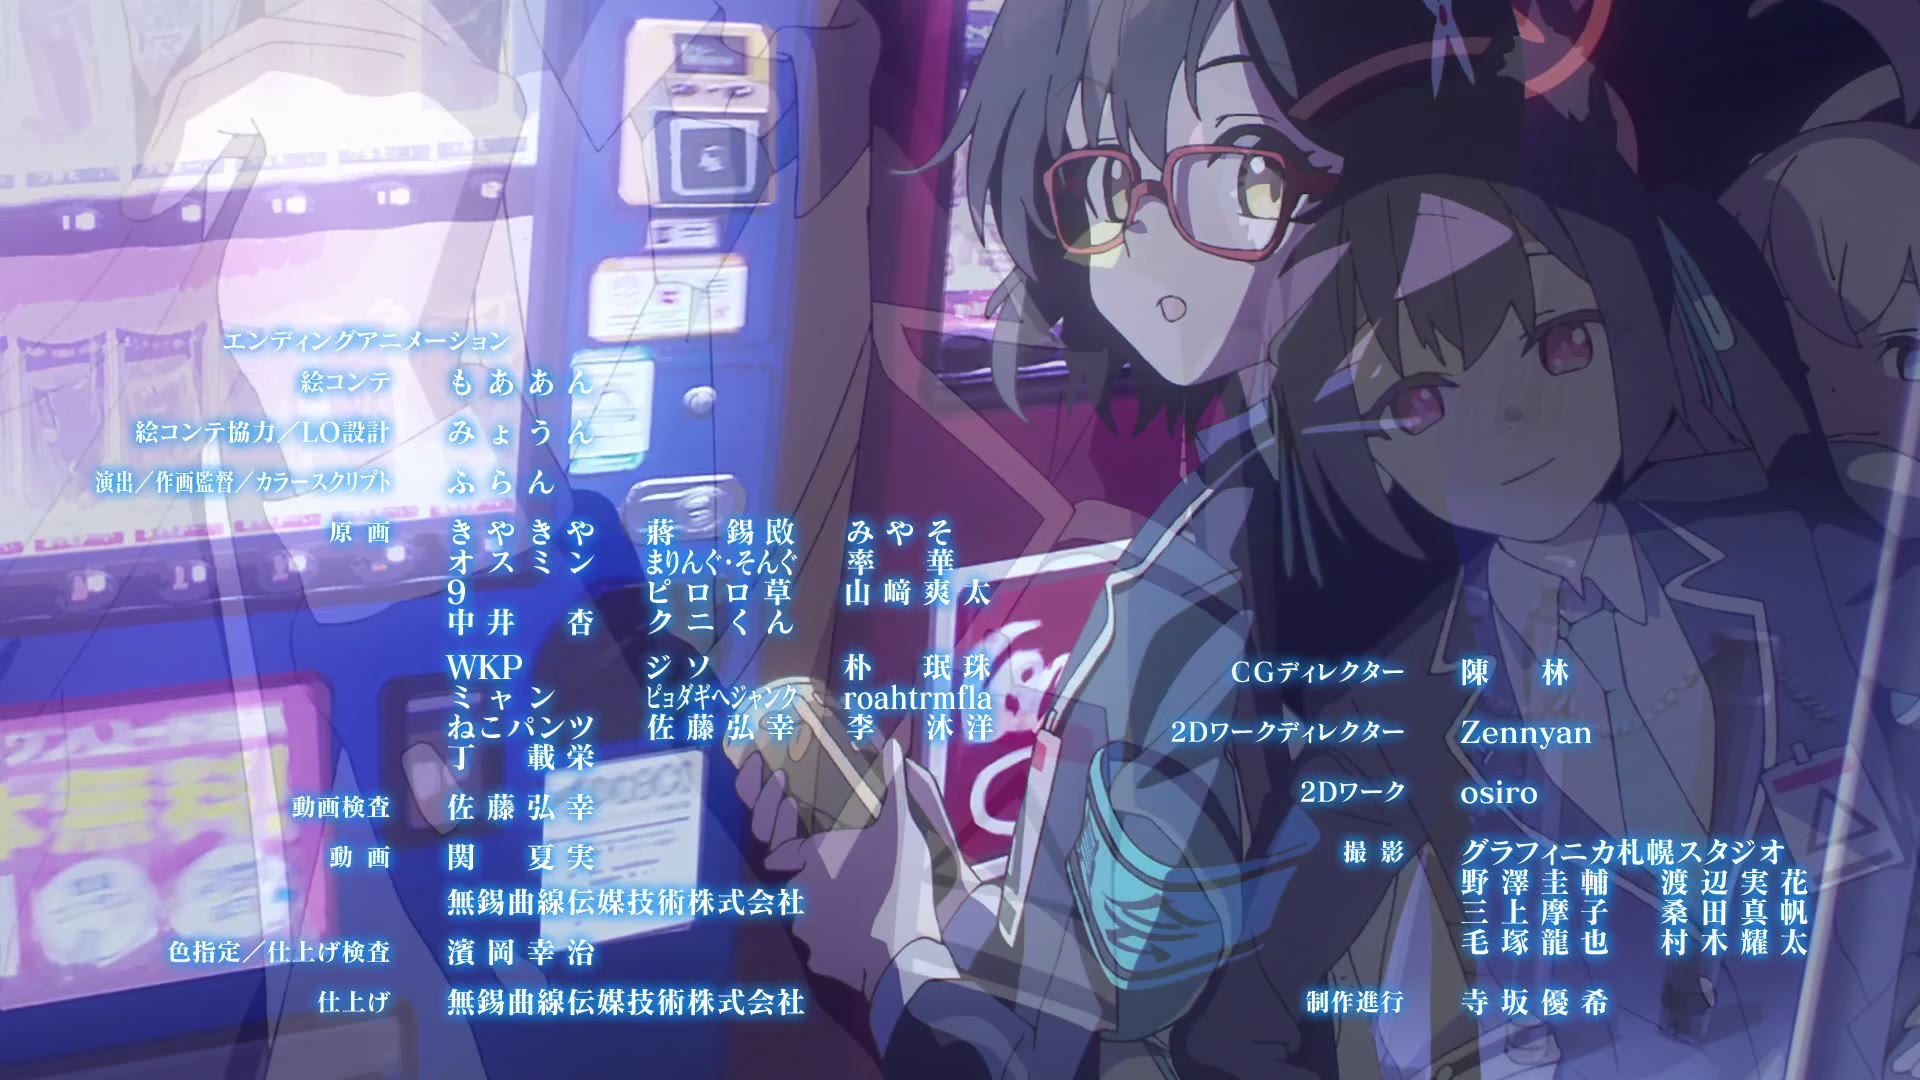 エンディングアニメーション
絵コンテ もああん
絵コンテ協力／LO設計 みょうん
演出／作画監督／カラースクリプト ふらん
原画 きやきや 蔣錫敃 みやそ
オスミン まりんぐ・そんぐ 率華
9 ピロロ草 山﨑爽太
中井杏 クニくん
WKP ジソ 朴珉珠
ミャン ピョダギヘジャンク roahtrmfla
ねこパンツ 佐藤弘幸 李沐洋
丁載栄
動画検査 佐藤弘幸
動画 関夏実
無錫曲線伝媒技術株式会社
色指定／仕上げ検査 濱岡幸治
仕上げ 無錫曲線伝媒技術株式会社
CGディレクター 陳林
2Dワークディレクター Zennyan
2Dワーク osiro
撮影 グラフィニカ札幌スタジオ
野澤圭輔 渡辺実花
三上摩子 桑田真帆
毛塚龍也 村木耀太
制作進行 寺坂優希